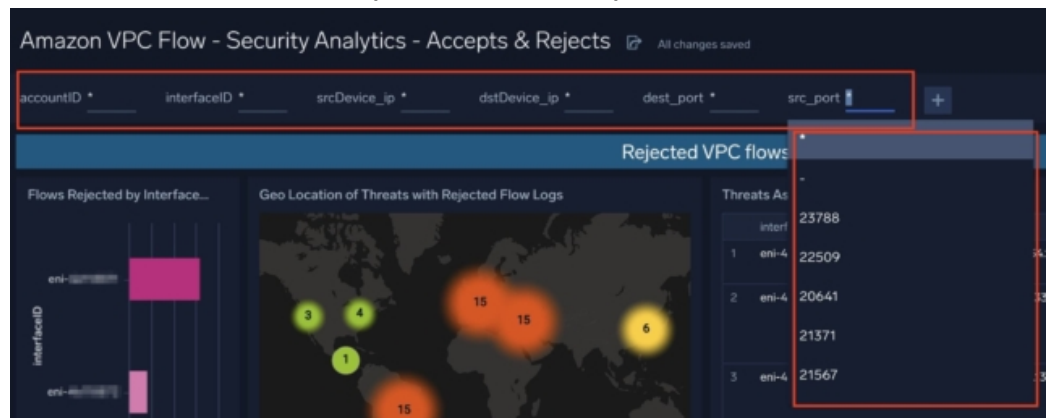 Amazon VPC Flow - Security Analytics - Accepts & Rejects All changes saved
accountID * interfaceID * srcDevice_ip * dstDevice_ip * dest_port * src_port *
+
Rejected VPC flows
*
-
23788
22509
20641
21371
21567
Flows Rejected by Interface...
interfaceID
eni-
eni-
Geo Location of Threats with Rejected Flow Logs
3
4
1
15
15
6
15
Threats As
interf
1 eni-4
2 eni-4
3 eni-4